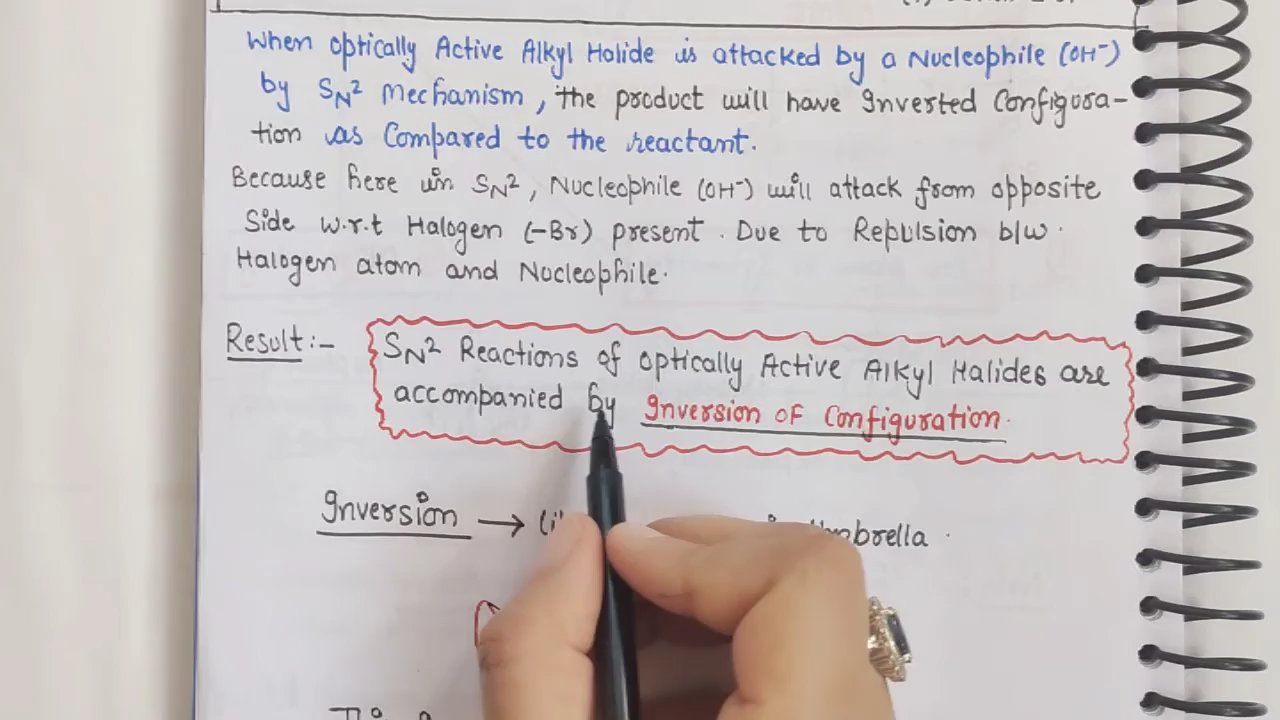 When optically Active Alkyl Halide is attacked by a Nucleophile (OH⁻)
by SN² Mechanism, the product will have Inverted Configura-
tion as Compared to the reactant.
Because here in SN², Nucleophile (OH⁻) will attack from opposite
Side w.r.t Halogen (-Br) present. Due to Repulsion b/w.
Halogen atom and Nucleophile.
Result:-
SN² Reactions of optically Active Alkyl Halides are
accompanied by Inversion of Configuration.
Inversion →